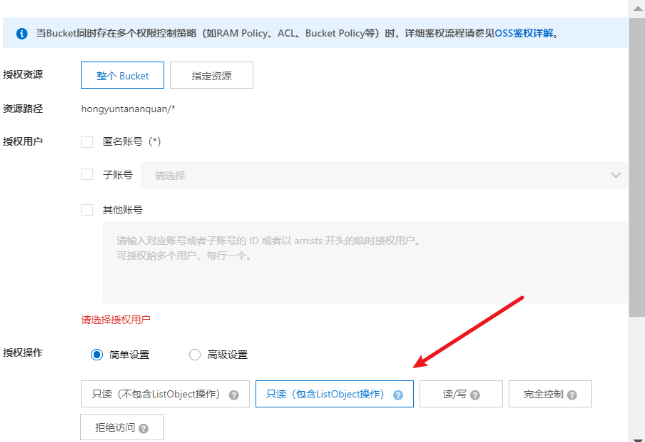 当Bucket同时存在多个权限控制策略（如RAM Policy、ACL、Bucket Policy等）时，详细鉴权流程请参见OSS鉴权详解。
授权资源 整个 Bucket 指定资源
资源路径 hongyuntananquan/*
授权用户 匿名账号（*）
子账号 请选择
其他账号
请输入对应账号或者子账号的 ID 或者以 arn:sts 开头的临时授权用户。
可授权给多个用户，每行一个。
请选择授权用户
授权操作 简单设置 高级设置
只读（不包含ListObject操作） 只读（包含ListObject操作） 读/写 完全控制
拒绝访问